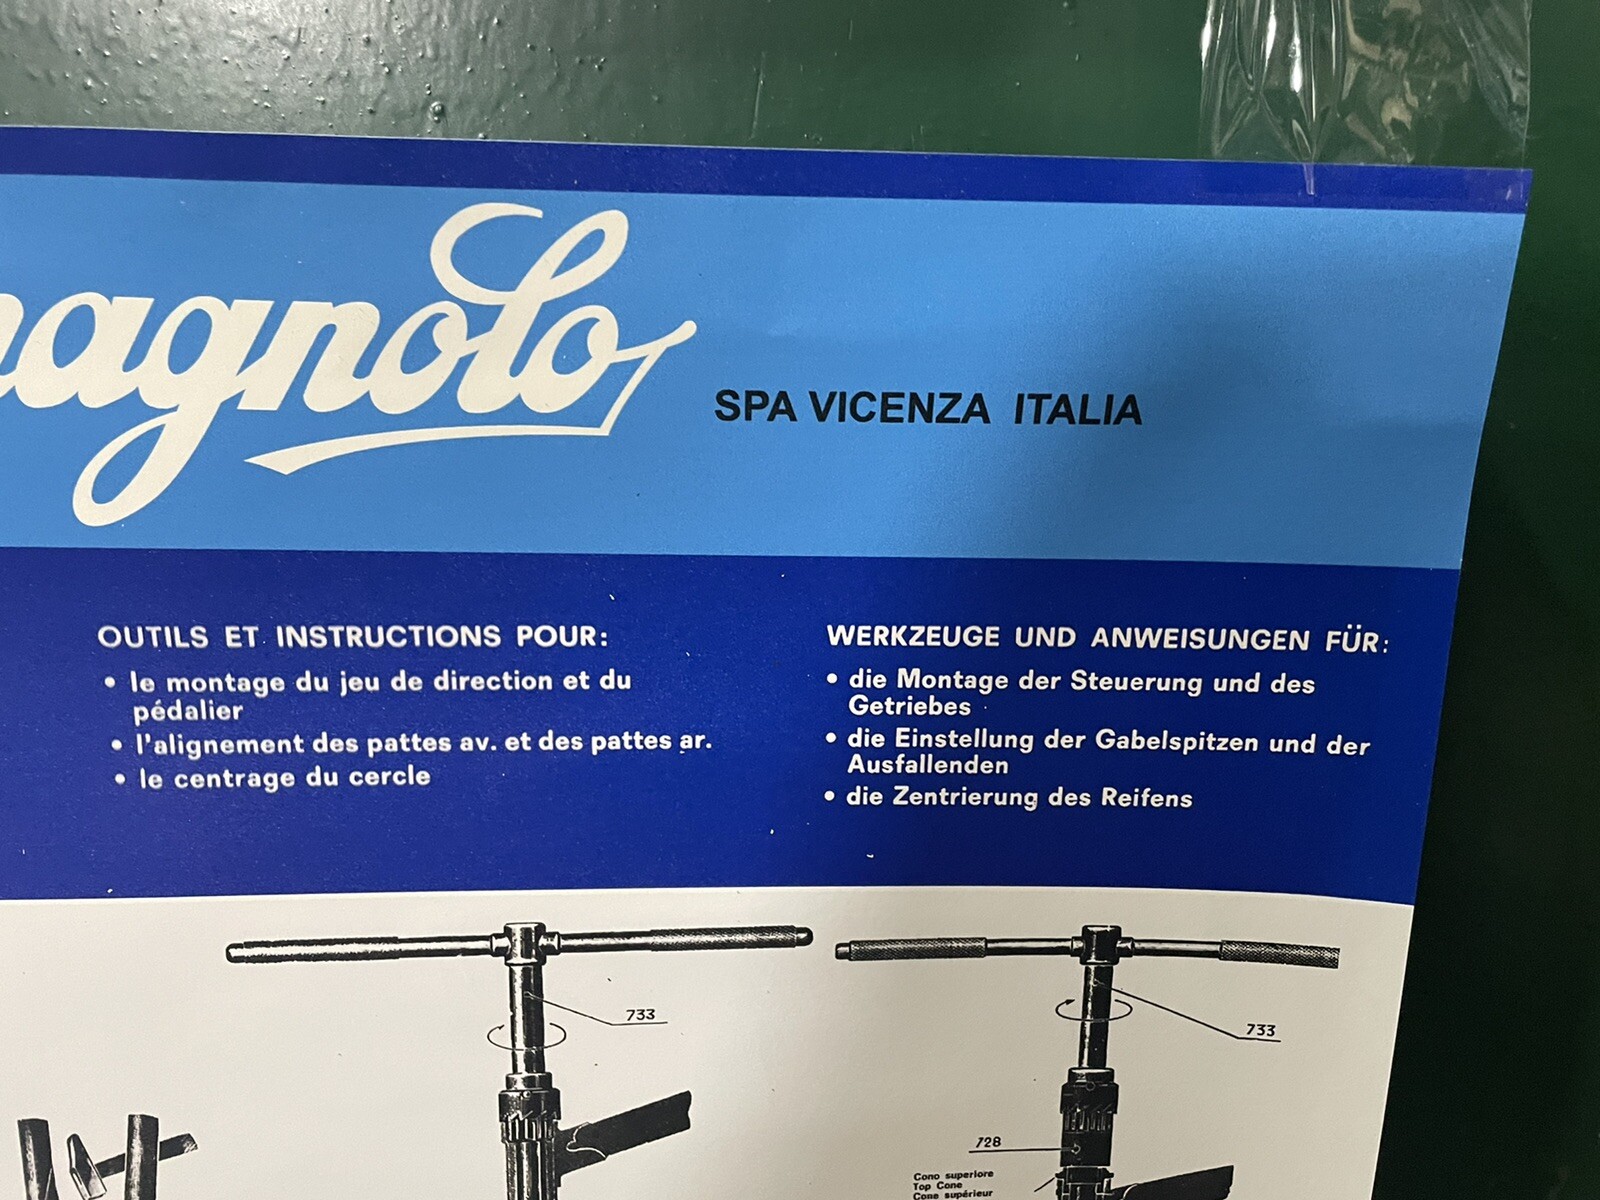 SPA VICENZA ITALIA
OUTILS ET INSTRUCTIONS POUR:
• le montage du jeu de direction et du
pédalier
• l'alignement des pattes av. et des pattes ar.
• le centrage du cercle
WERKZEUGE UND ANWEISUNGEN FÜR:
• die Montage der Steuerung und des
Getriebes
• die Einstellung der Gabelspitzen und der
Ausfallenden
• die Zentrierung des Reifens
733
733
728
Cono superiore
Top Cone
Cone supérieur